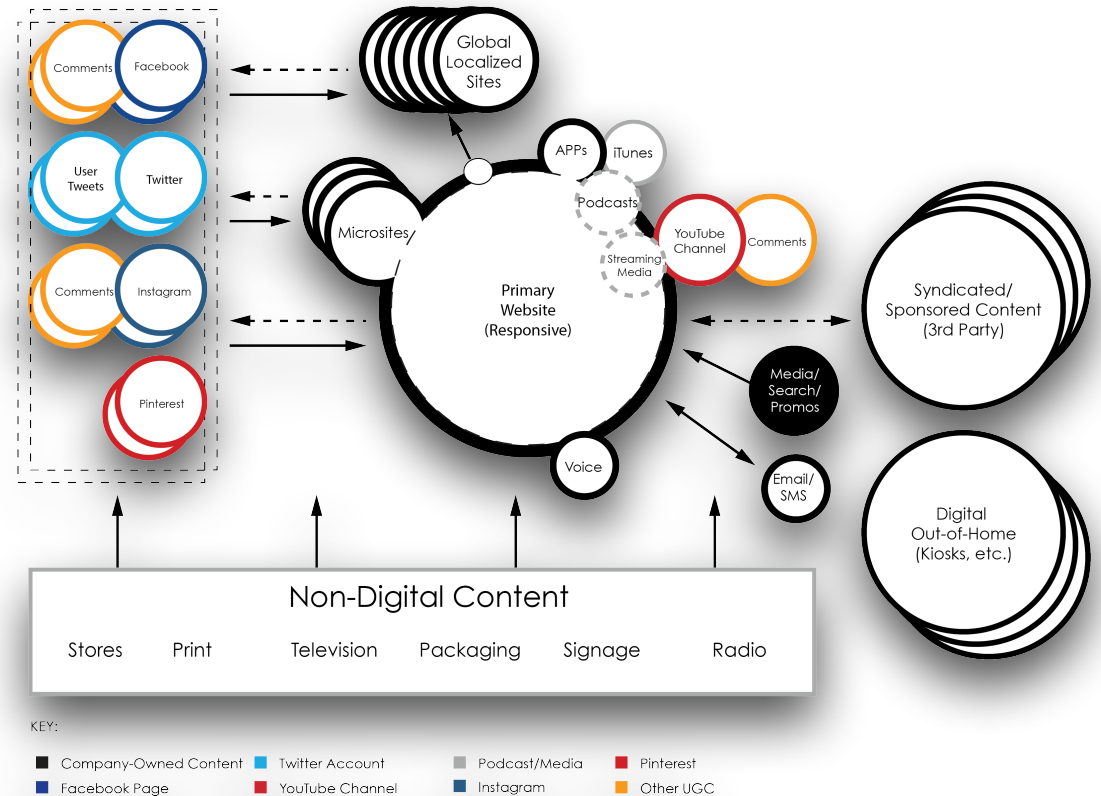 Comments
Facebook
User
Tweets
Twitter
Comments
Instagram
Pinterest
Global
Localized
Sites
Microsites
APPs
iTunes
Podcasts
Streaming
Media
YouTube
Channel
Comments
Primary
Website
(Responsive)
Voice
Media/
Search/
Promos
Email/
SMS
Syndicated/
Sponsored Content
(3rd Party)
Digital
Out-of-Home
(Kiosks, etc.)
Non-Digital Content
Stores Print Television Packaging Signage Radio
KEY:
Company-Owned Content Twitter Account Podcast/Media Pinterest
Facebook Page YouTube Channel Instagram Other UGC